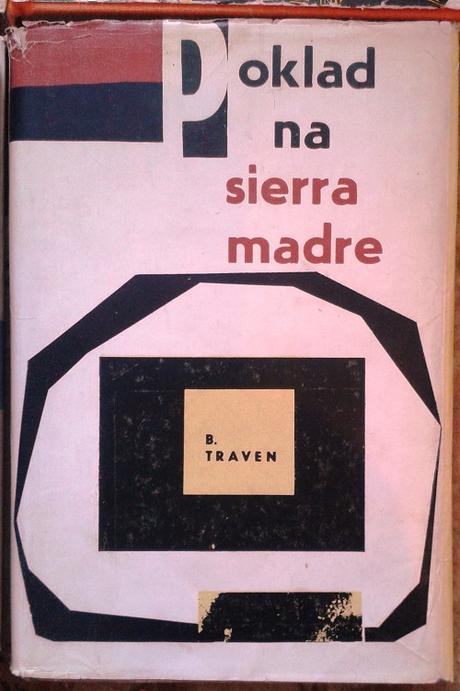 Poklad
na
sierra
madre
B.
TRAVEN